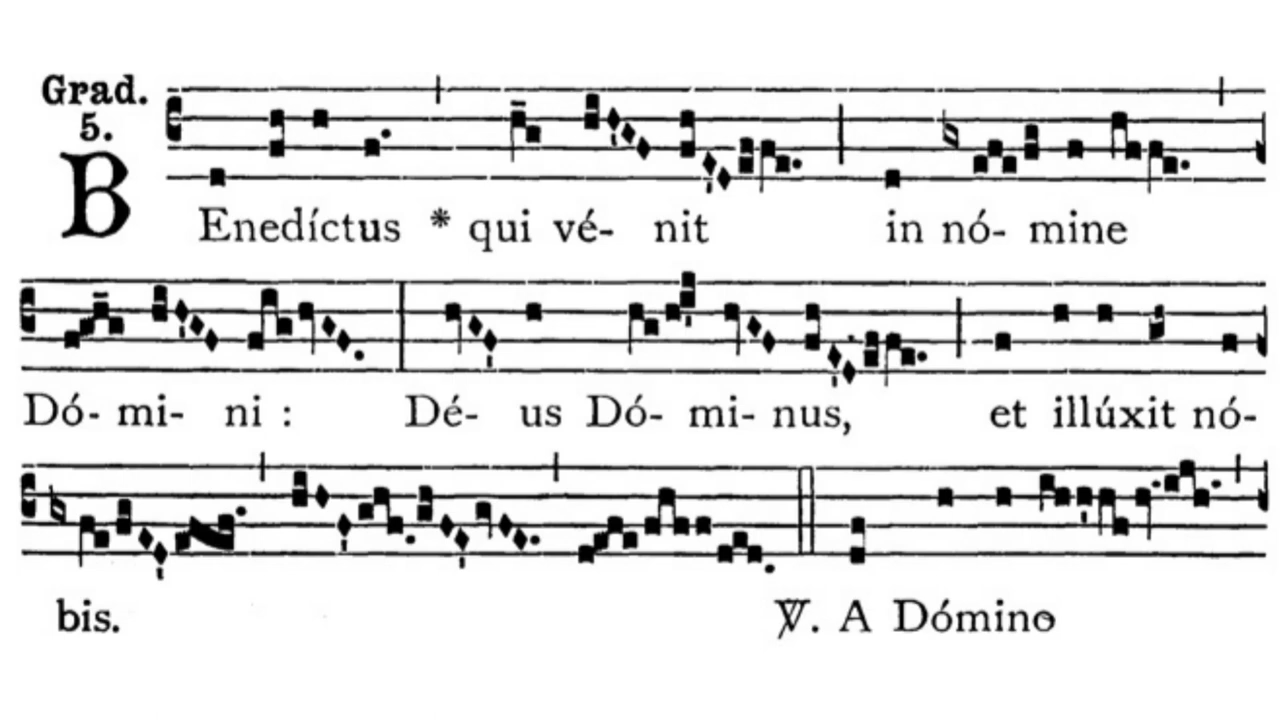 Grad.
5.
BEnedíctus * qui vé- nit in nó- mine
Dó- mi- ni : Dé- us Dó- mi- nus, et illúxit nó-
bis. ℣. A Dómino